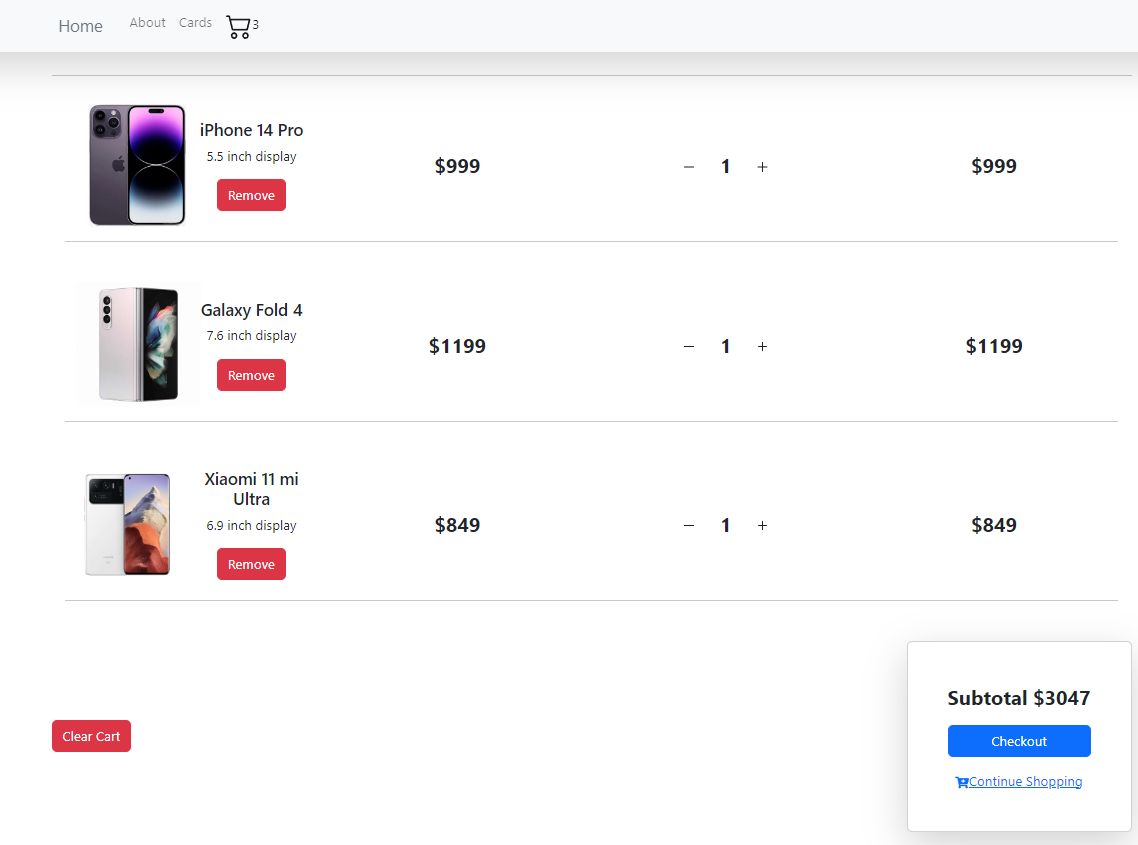 Home About Cards 3
iPhone 14 Pro
5.5 inch display
Remove
$999 − 1 + $999
Galaxy Fold 4
7.6 inch display
Remove
$1199 − 1 + $1199
Xiaomi 11 mi
Ultra
6.9 inch display
Remove
$849 − 1 + $849
Clear Cart
Subtotal $3047
Checkout
Continue Shopping